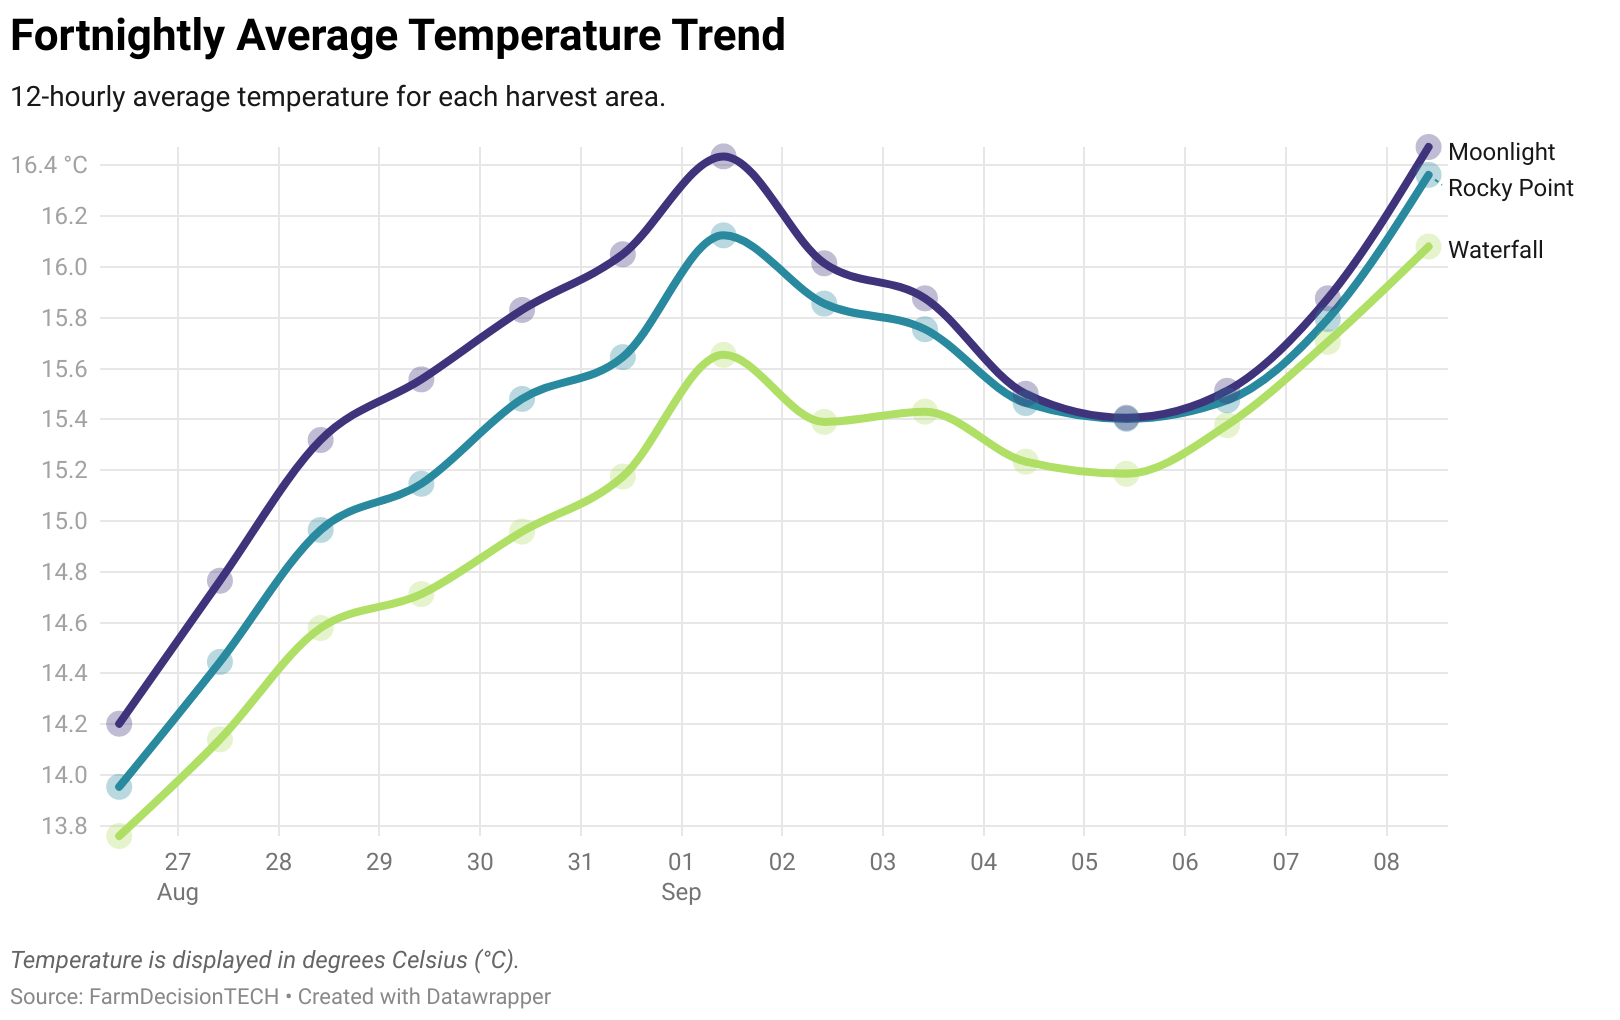 Fortnightly Average Temperature Trend
12-hourly average temperature for each harvest area.
16.4 °C
16.2
16.0
15.8
15.6
15.4
15.2
15.0
14.8
14.6
14.4
14.2
14.0
13.8
Moonlight
Rocky Point
Waterfall
27 28 29 30 31 01 02 03 04 05 06 07 08
Aug Sep
Temperature is displayed in degrees Celsius (°C).
Source: FarmDecisionTECH • Created with Datawrapper